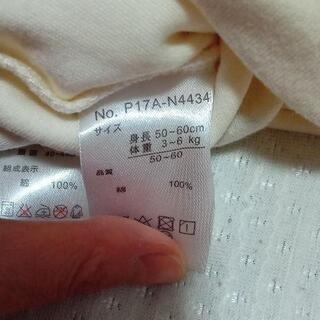 No. P17A-N4434
サイズ
身長 50~60cm
体重 3~6 kg
50-60
品質
綿 100%
組成表示
綿 100%